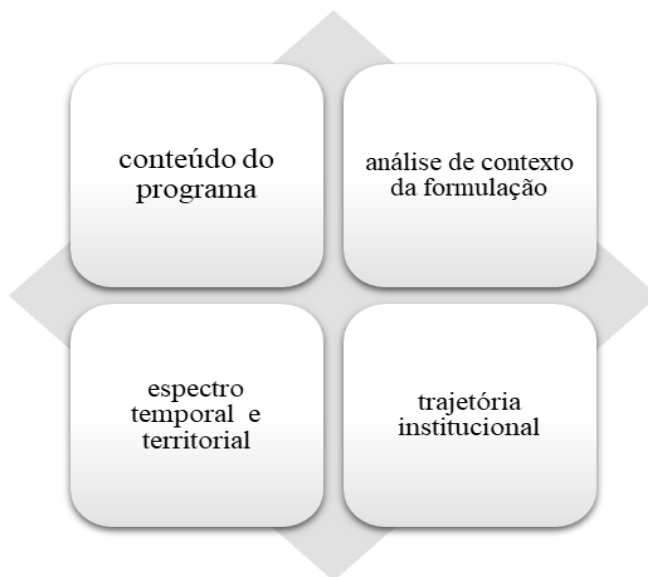 conteúdo do
programa
análise de contexto
da formulação
espectro
temporal e
territorial
trajetória
institucional